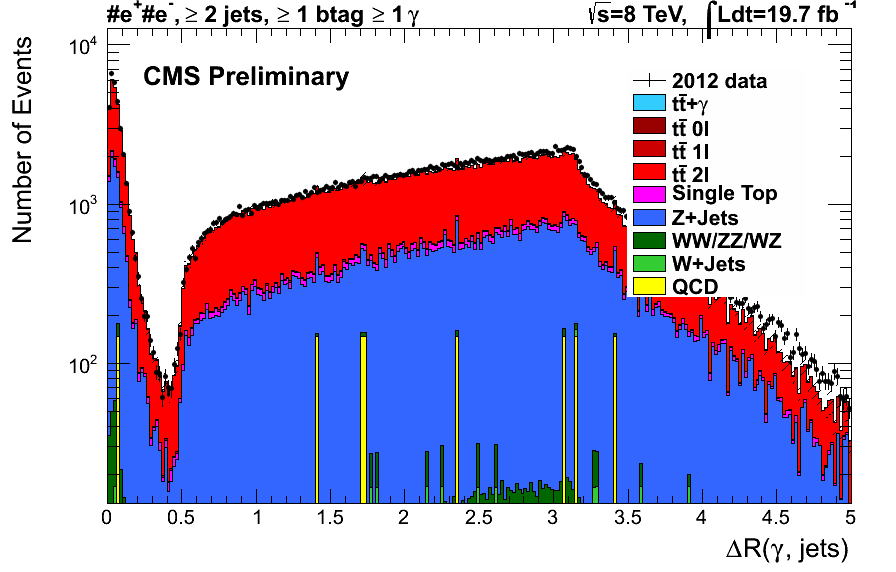 #e⁺#e⁻, ≥ 2 jets, ≥ 1 btag ≥ 1 γ
√s=8 TeV, ∫Ldt=19.7 fb⁻¹
CMS Preliminary
Number of Events
10⁴
10³
10²
2012 data
tt̄+γ
tt̄ 0l
tt̄ 1l
tt̄ 2l
Single Top
Z+Jets
WW/ZZ/WZ
W+Jets
QCD
0 0.5 1 1.5 2 2.5 3 3.5 4 4.5 5
ΔR(γ, jets)